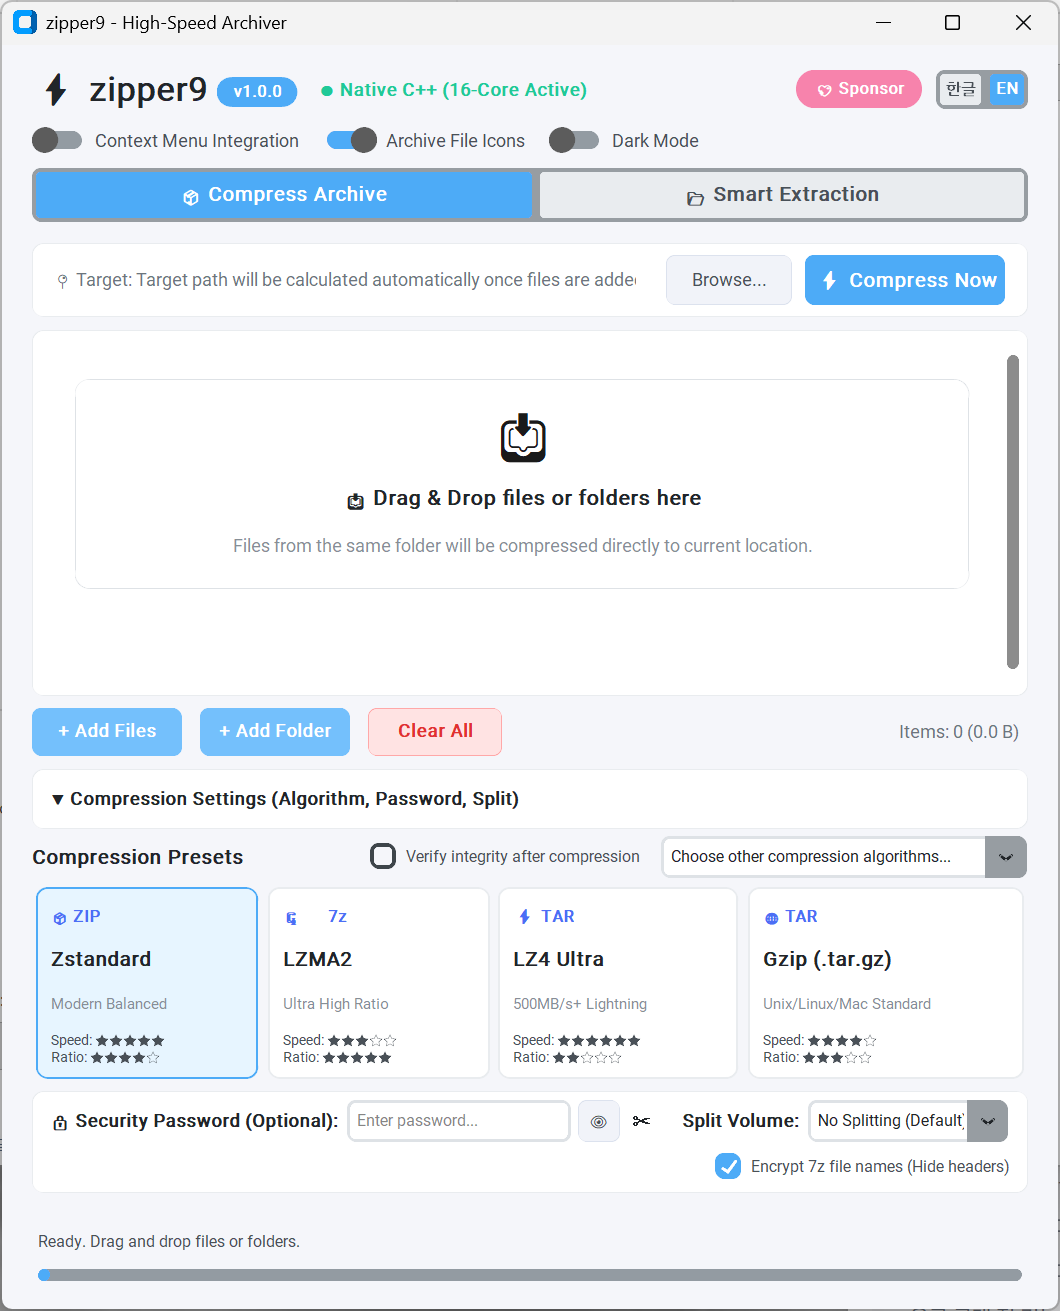 zipper9 - High-Speed Archiver
zipper9 v1.0.0 ● Native C++ (16-Core Active) Sponsor 한글 EN
Context Menu Integration Archive File Icons Dark Mode
Compress Archive Smart Extraction
Target: Target path will be calculated automatically once files are added Browse... Compress Now
Drag & Drop files or folders here
Files from the same folder will be compressed directly to current location.
+ Add Files + Add Folder Clear All Items: 0 (0.0 B)
▼ Compression Settings (Algorithm, Password, Split)
Compression Presets Verify integrity after compression Choose other compression algorithms...
ZIP 7z TAR TAR
Zstandard LZMA2 LZ4 Ultra Gzip (.tar.gz)
Modern Balanced Ultra High Ratio 500MB/s+ Lightning Unix/Linux/Mac Standard
Speed: ★★★★★ Speed: ★★★☆☆ Speed: ★★★★★★ Speed: ★★★★☆
Ratio: ★★★★☆ Ratio: ★★★★★ Ratio: ★★☆☆☆ Ratio: ★★★☆☆
Security Password (Optional): Enter password... Split Volume: No Splitting (Default)
Encrypt 7z file names (Hide headers)
Ready. Drag and drop files or folders.